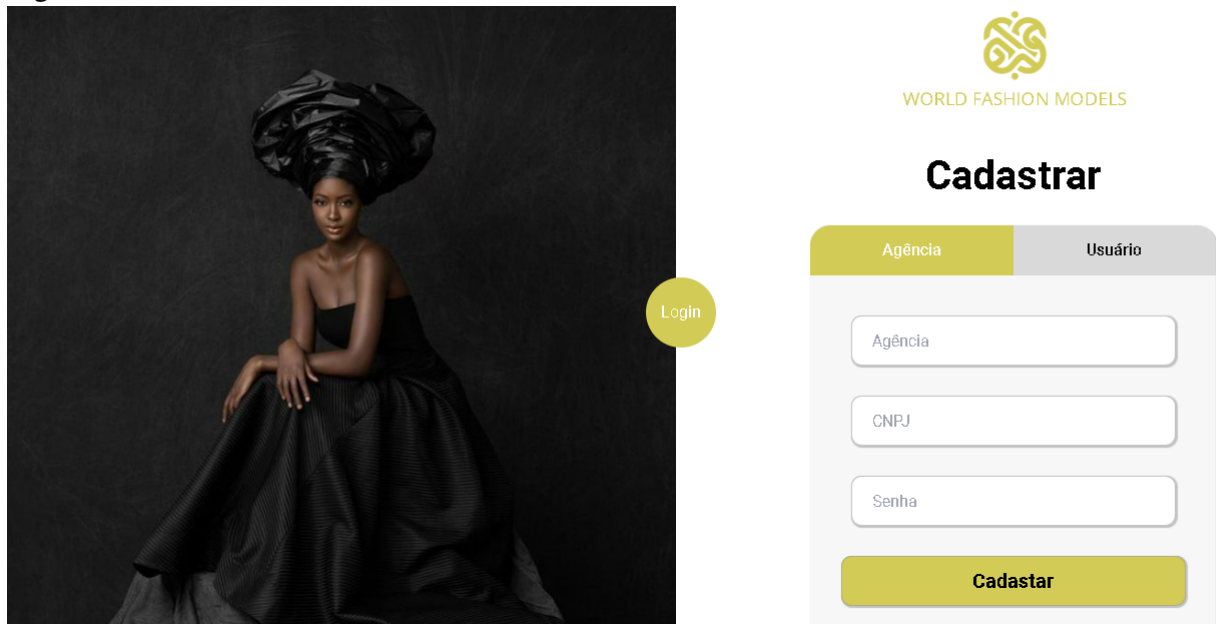 WORLD FASHION MODELS
Cadastrar
Agência
Usuário
Login
Agência
CNPJ
Senha
Cadastar